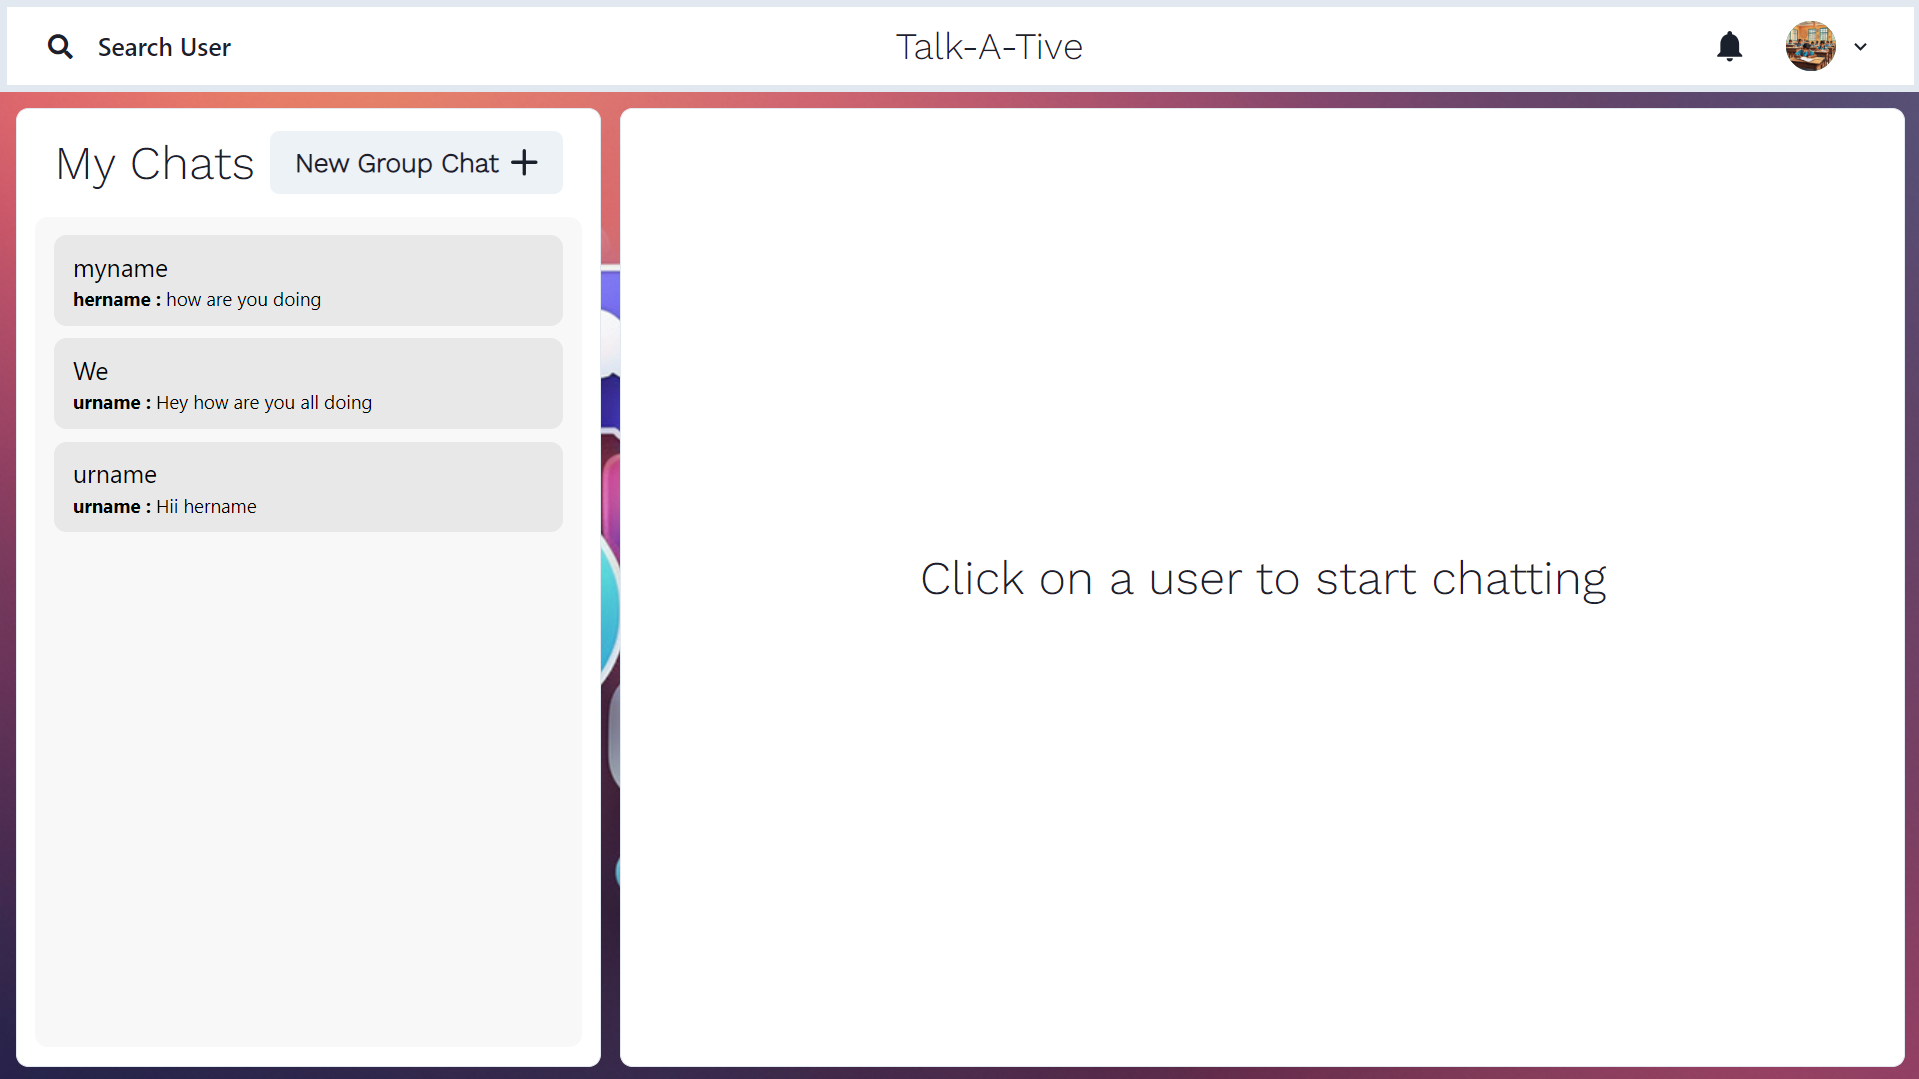 Search User
Talk-A-Tive
My Chats
New Group Chat
myname
hername : how are you doing
We
urname : Hey how are you all doing
urname
urname : Hii hername
Click on a user to start chatting